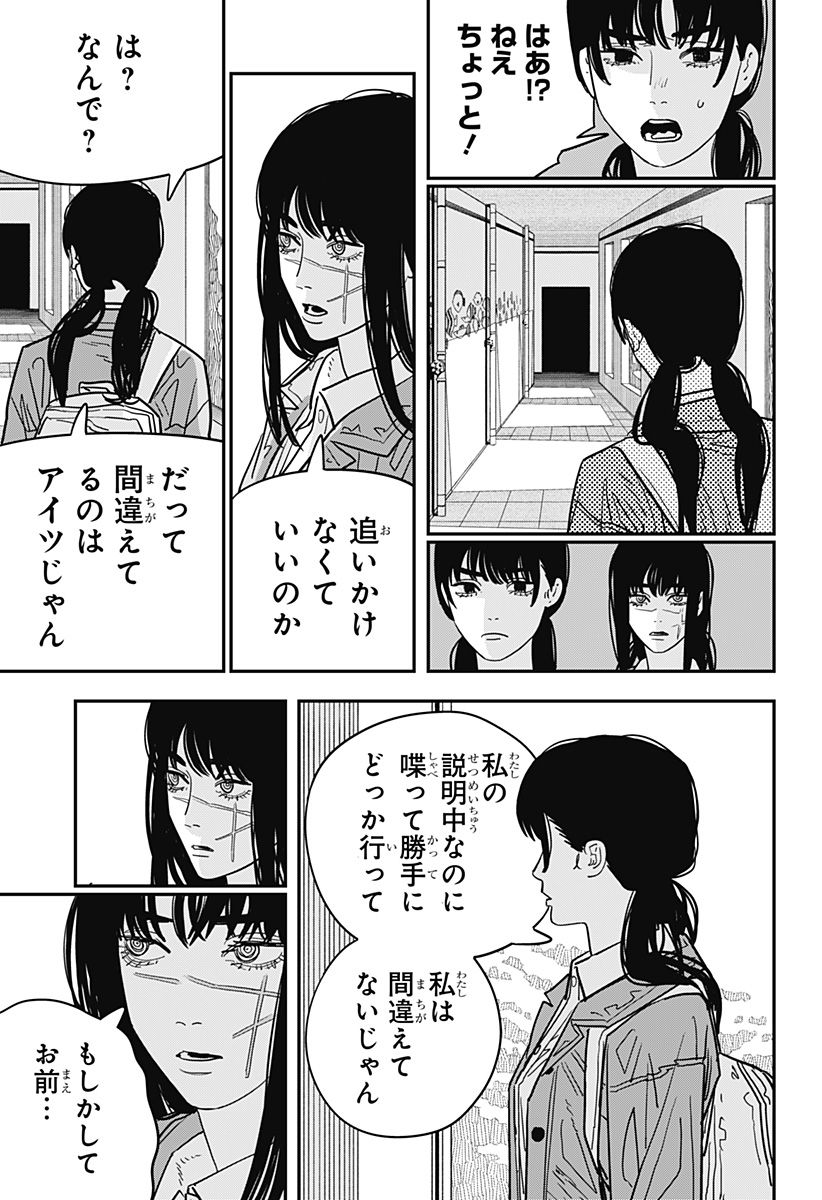 はあ!?
ねえ
ちょっと!
追いかけ
なくて
いいのか
は?
なんで?
だって
間違えて
るのは
アイツじゃん
私の
説明中なのに
喋って勝手に
どっか行って
私は
間違えて
ないじゃん
もしかして
お前…